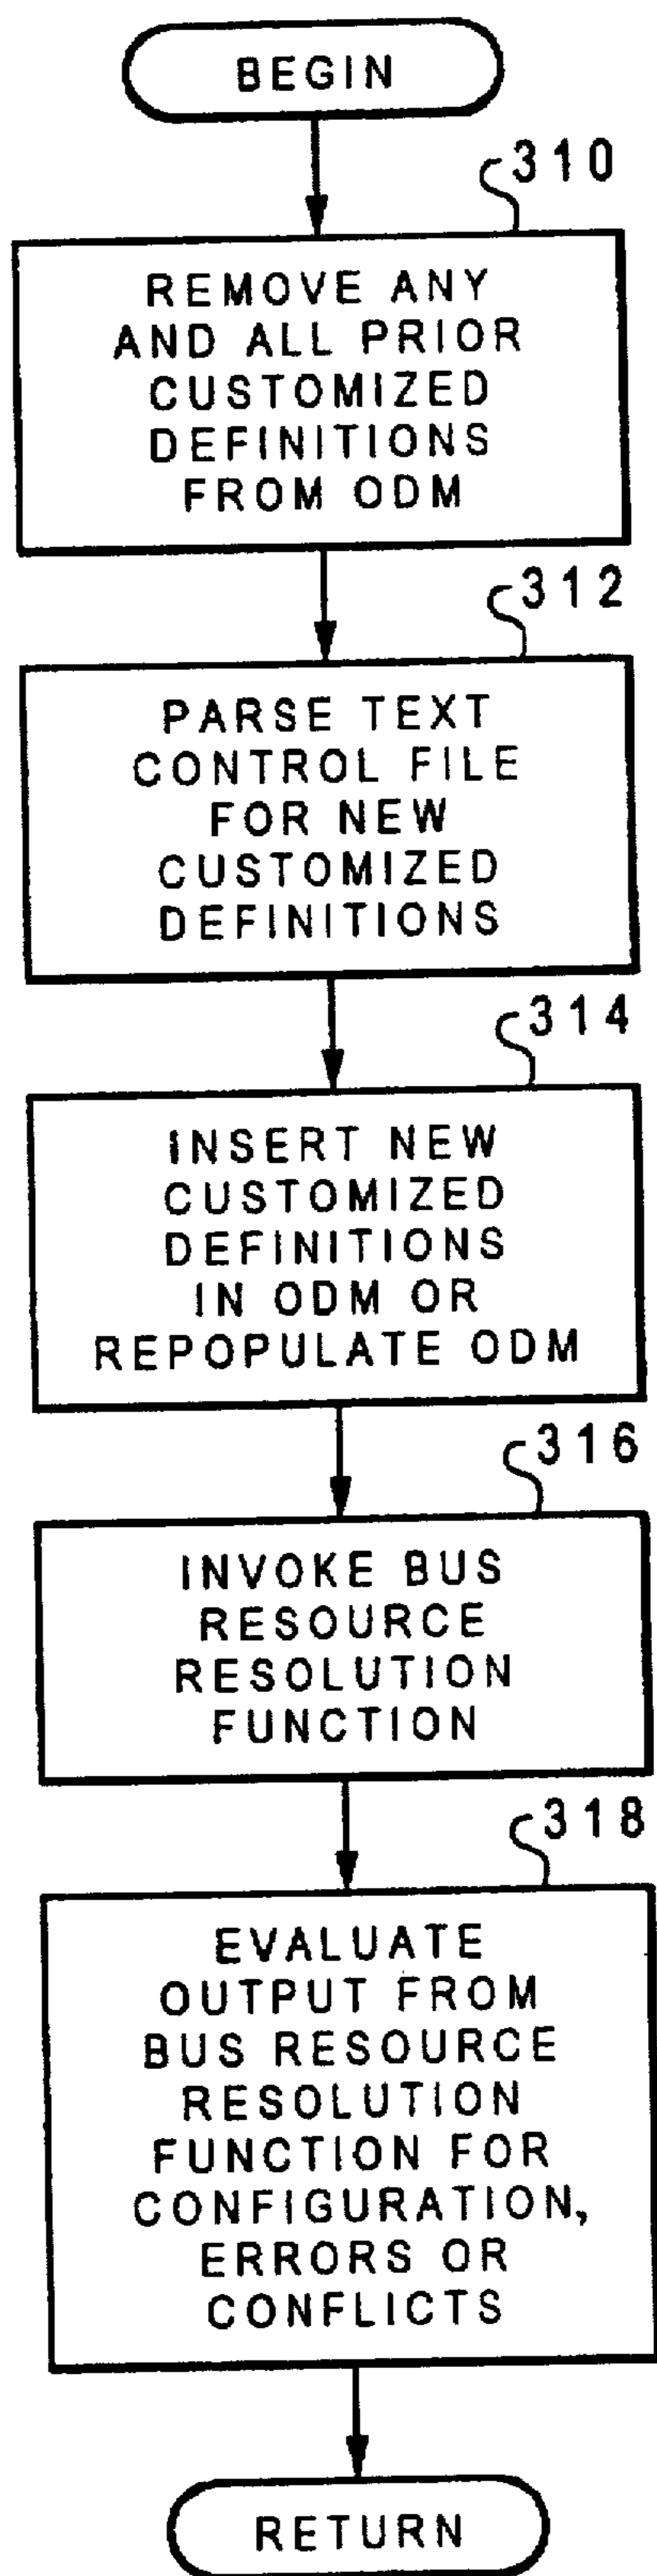 BEGIN
310
REMOVE ANY
AND ALL PRIOR
CUSTOMIZED
DEFINITIONS
FROM ODM
312
PARSE TEXT
CONTROL FILE
FOR NEW
CUSTOMIZED
DEFINITIONS
314
INSERT NEW
CUSTOMIZED
DEFINITIONS
IN ODM OR
REPOPULATE ODM
316
INVOKE BUS
RESOURCE
RESOLUTION
FUNCTION
318
EVALUATE
OUTPUT FROM
BUS RESOURCE
RESOLUTION
FUNCTION FOR
CONFIGURATION,
ERRORS OR
CONFLICTS
RETURN